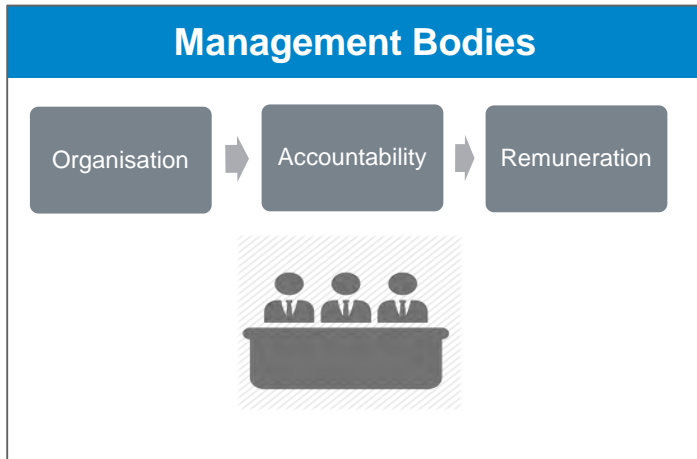 Management Bodies
Organisation
Accountability
Remuneration